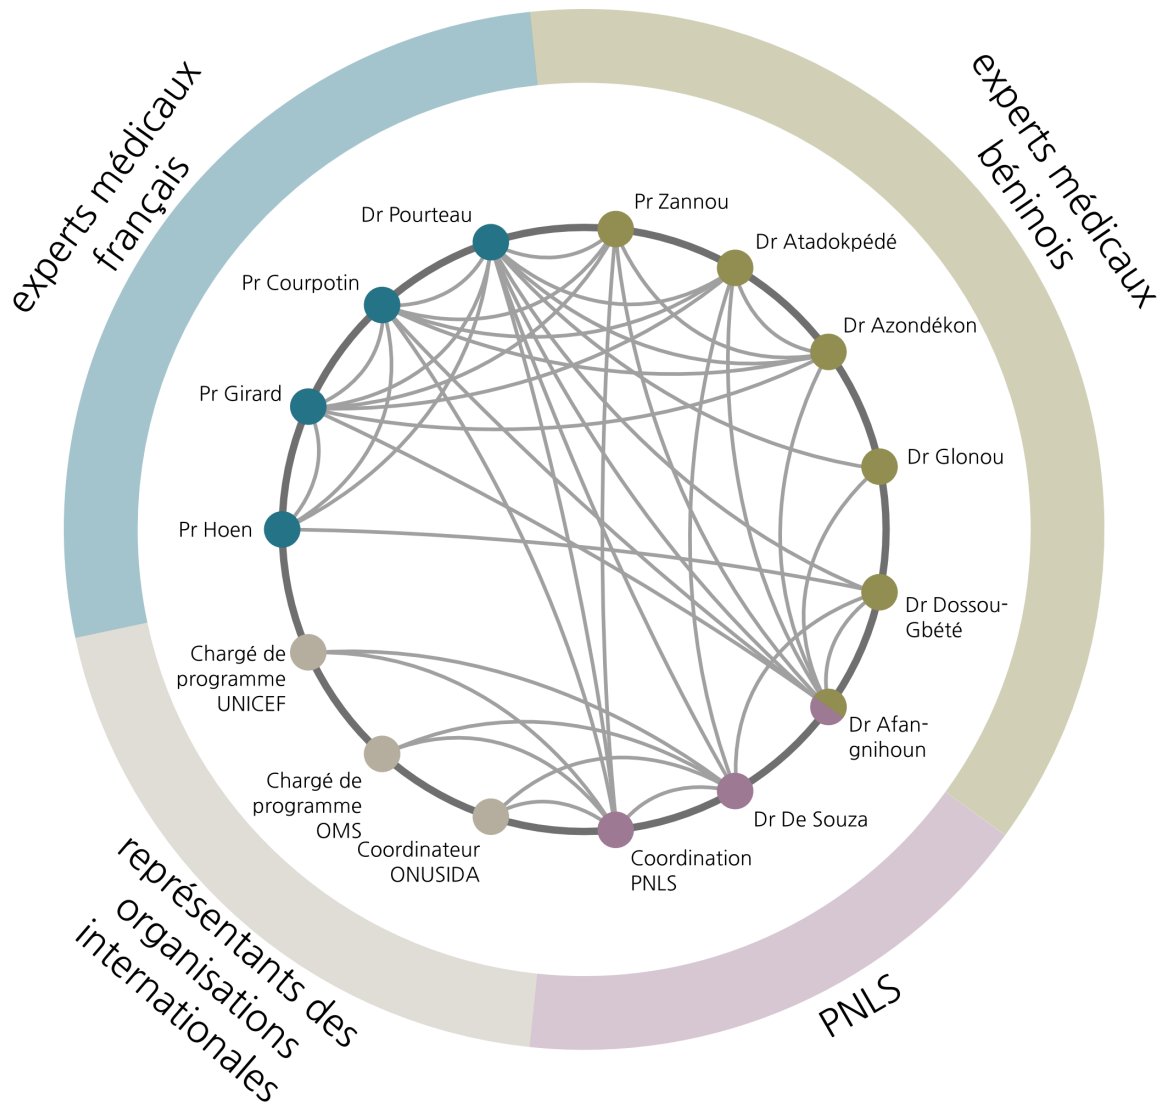 experts médicaux
français
experts médicaux
béninois
Pr Zannou
Dr Pourteau
Dr Atadokpédé
Pr Courpotin
Dr Azondékon
Pr Girard
Dr Glonou
Pr Hoen
Dr Dossou-
Gbété
Chargé de
programme
UNICEF
Dr Afan-
gnihoun
Chargé de
programme
OMS
Dr De Souza
Coordinateur
ONUSIDA
Coordination
PNLS
représentants des
organisations
internationales
PNLS